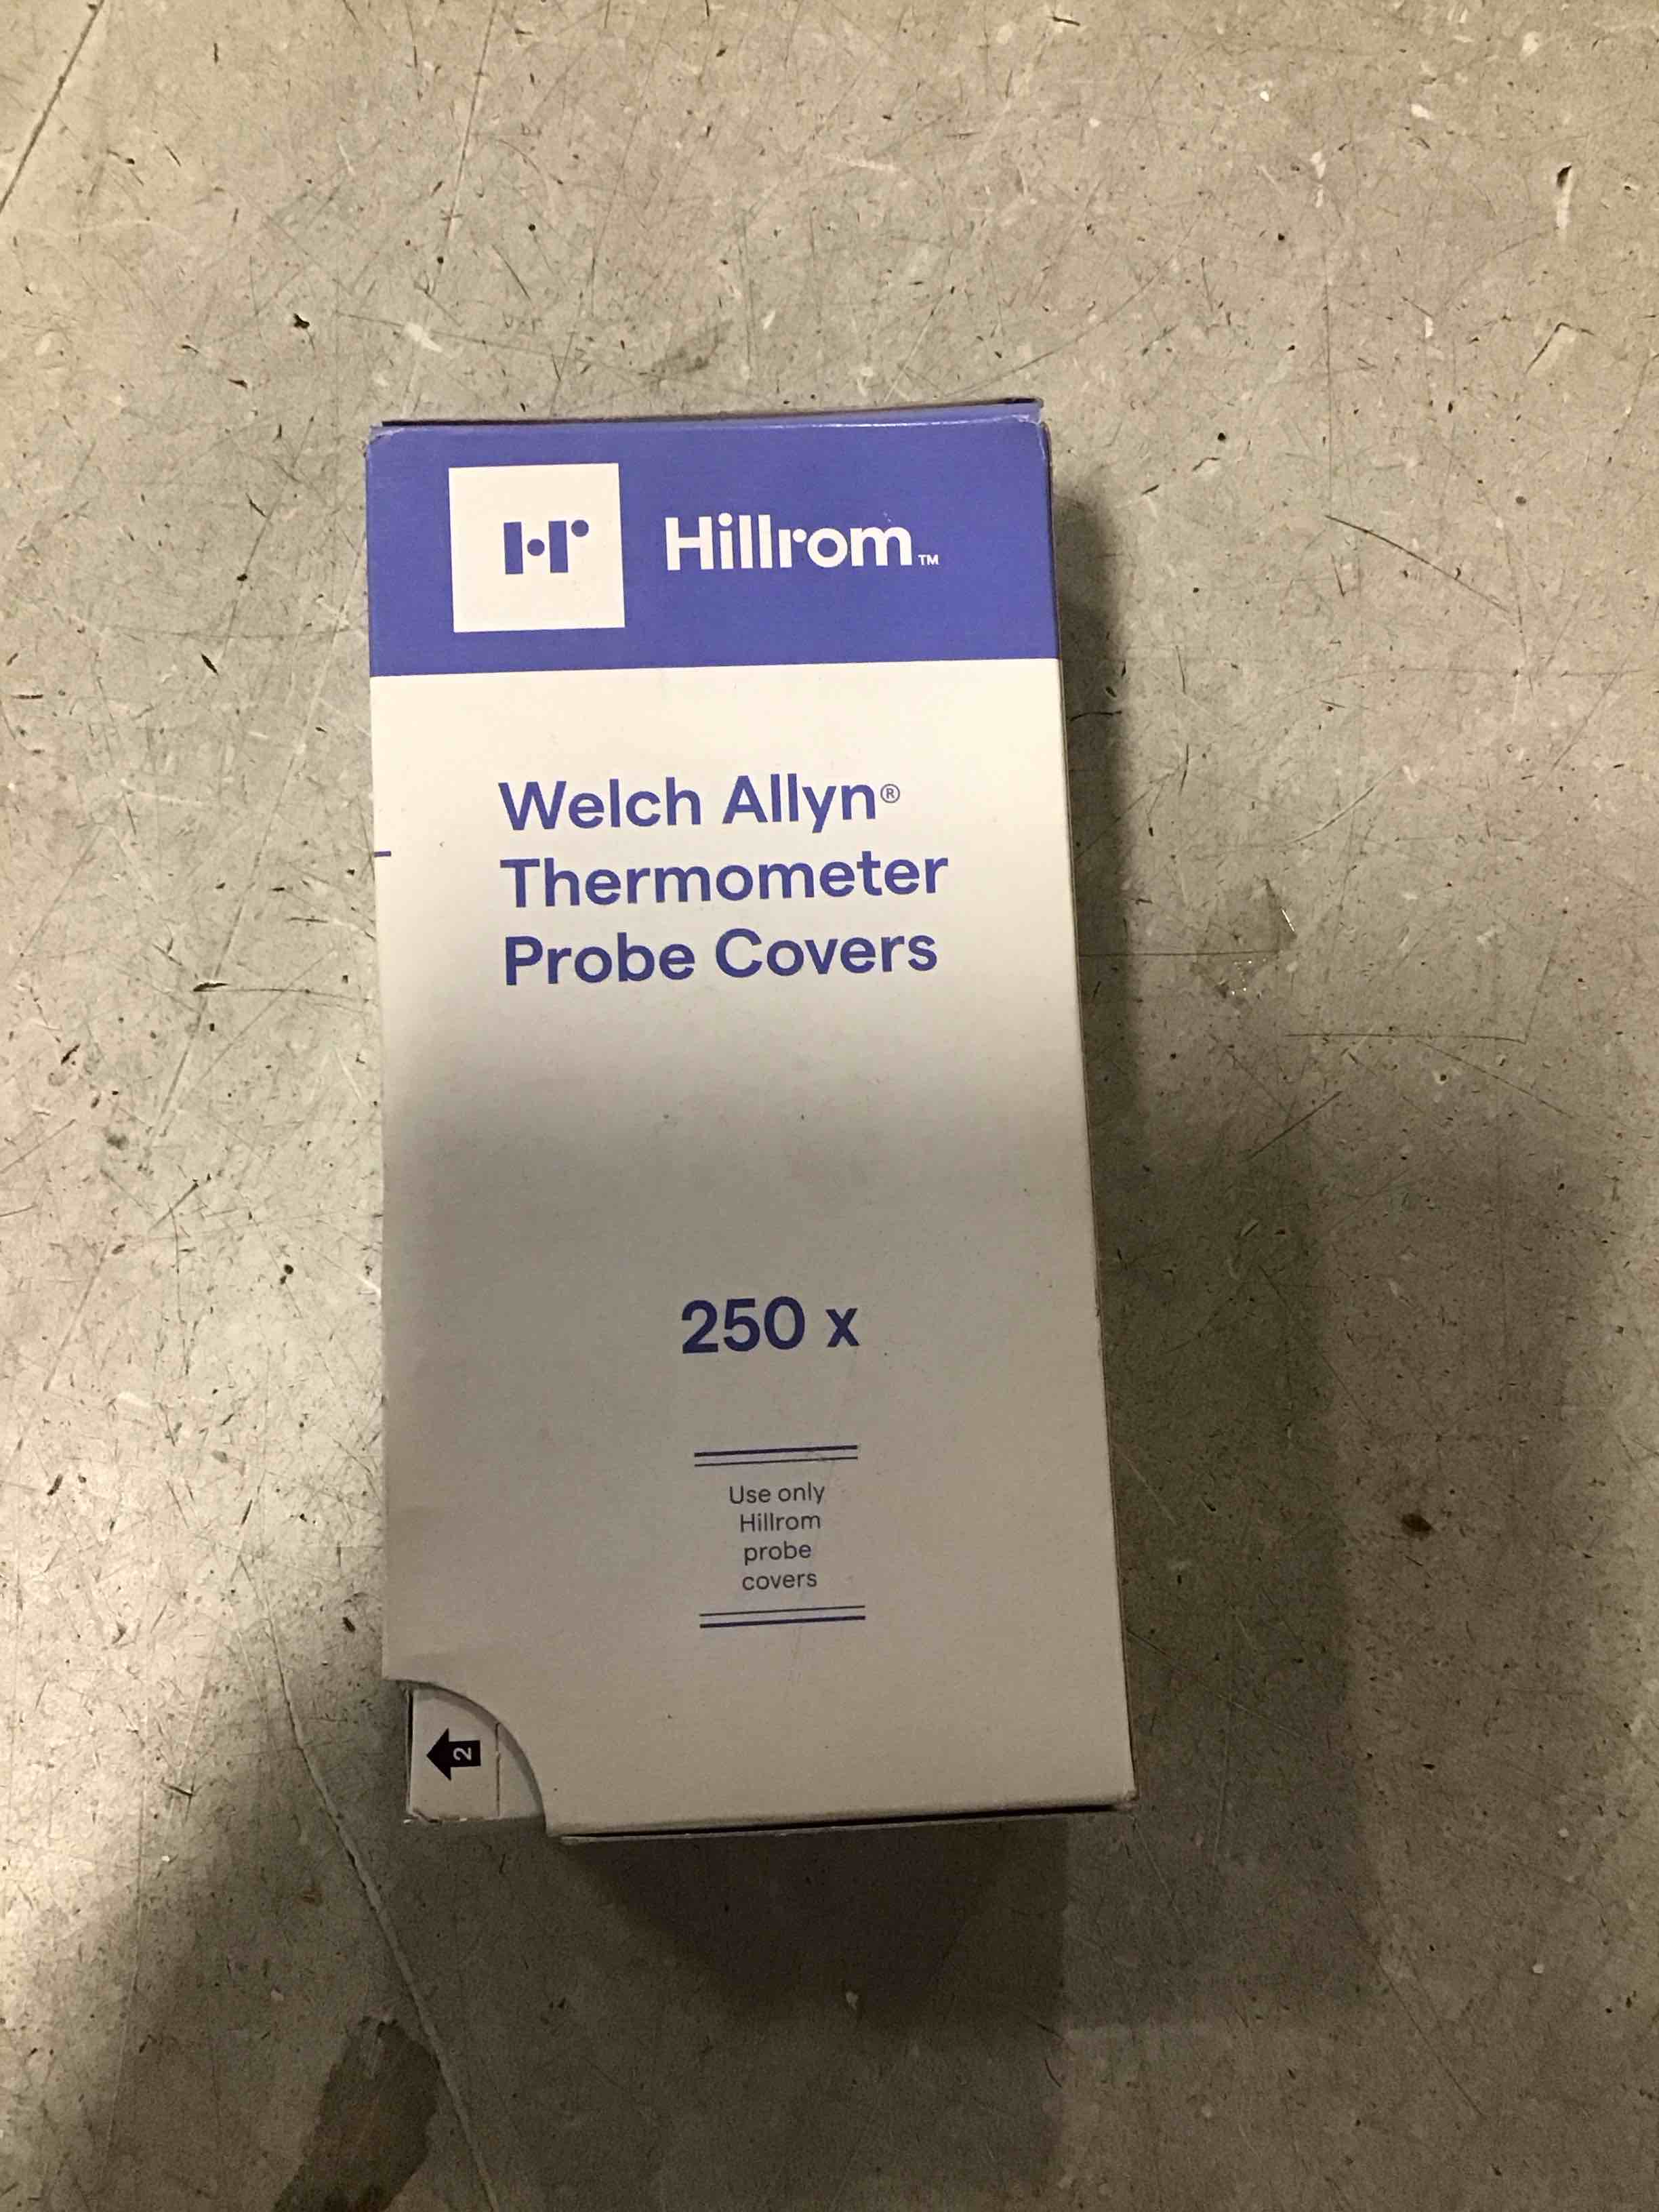 Hillrom™
Welch Allyn®
Thermometer
Probe Covers
250 x
Use only
Hillrom
probe
covers
2